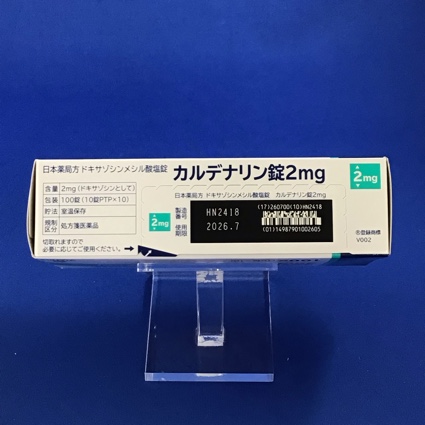 日本薬局方 ドキサゾシンメシル酸塩錠 カルデナリン錠2mg
2mg
含量 2mg(ドキサゾシンとして)
包装 100錠(10錠PTP×10)
貯法 室温保存
規制区分 処方箋医薬品
切取れますので
必要に応じてご使用ください。
2mg
日本薬局方 ドキサゾシンメシル酸塩錠 カルデナリン錠2mg
製造番号 HN2418
使用期限 2026.7
(17)260700(10)HN2418
(01)14987901002605
®登録商標
V002